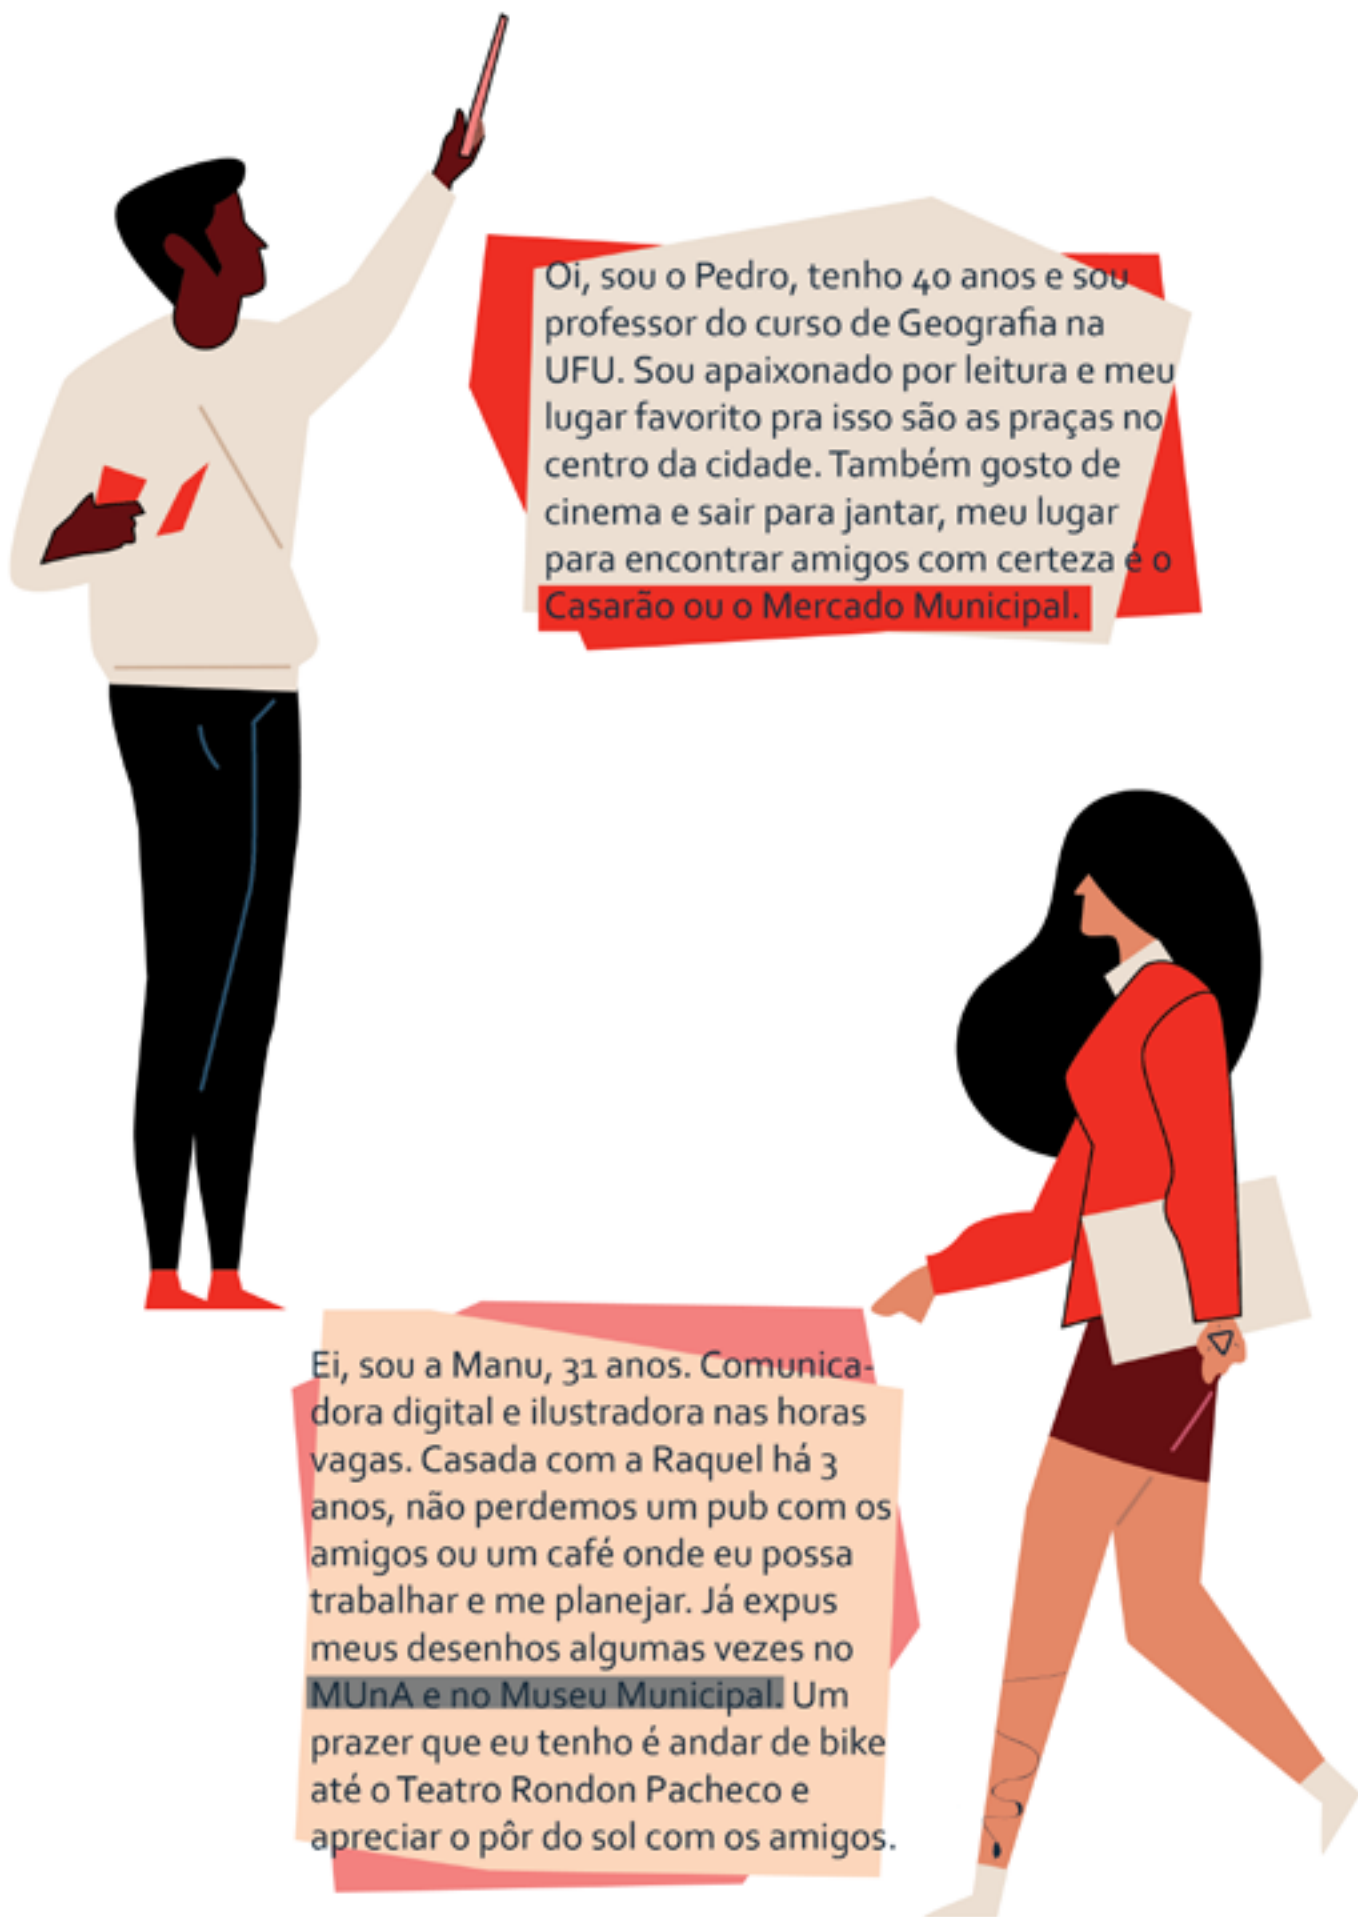 Oi, sou o Pedro, tenho 40 anos e sou
professor do curso de Geografia na
UFU. Sou apaixonado por leitura e meu
lugar favorito pra isso são as praças no
centro da cidade. Também gosto de
cinema e sair para jantar, meu lugar
para encontrar amigos com certeza é o
Casarão ou o Mercado Municipal.
Ei, sou a Manu, 31 anos. Comunica-
dora digital e ilustradora nas horas
vagas. Casada com a Raquel há 3
anos, não perdemos um pub com os
amigos ou um café onde eu possa
trabalhar e me planejar. Já expus
meus desenhos algumas vezes no
MUnA e no Museu Municipal. Um
prazer que eu tenho é andar de bike
até o Teatro Rondon Pacheco e
apreciar o pôr do sol com os amigos.